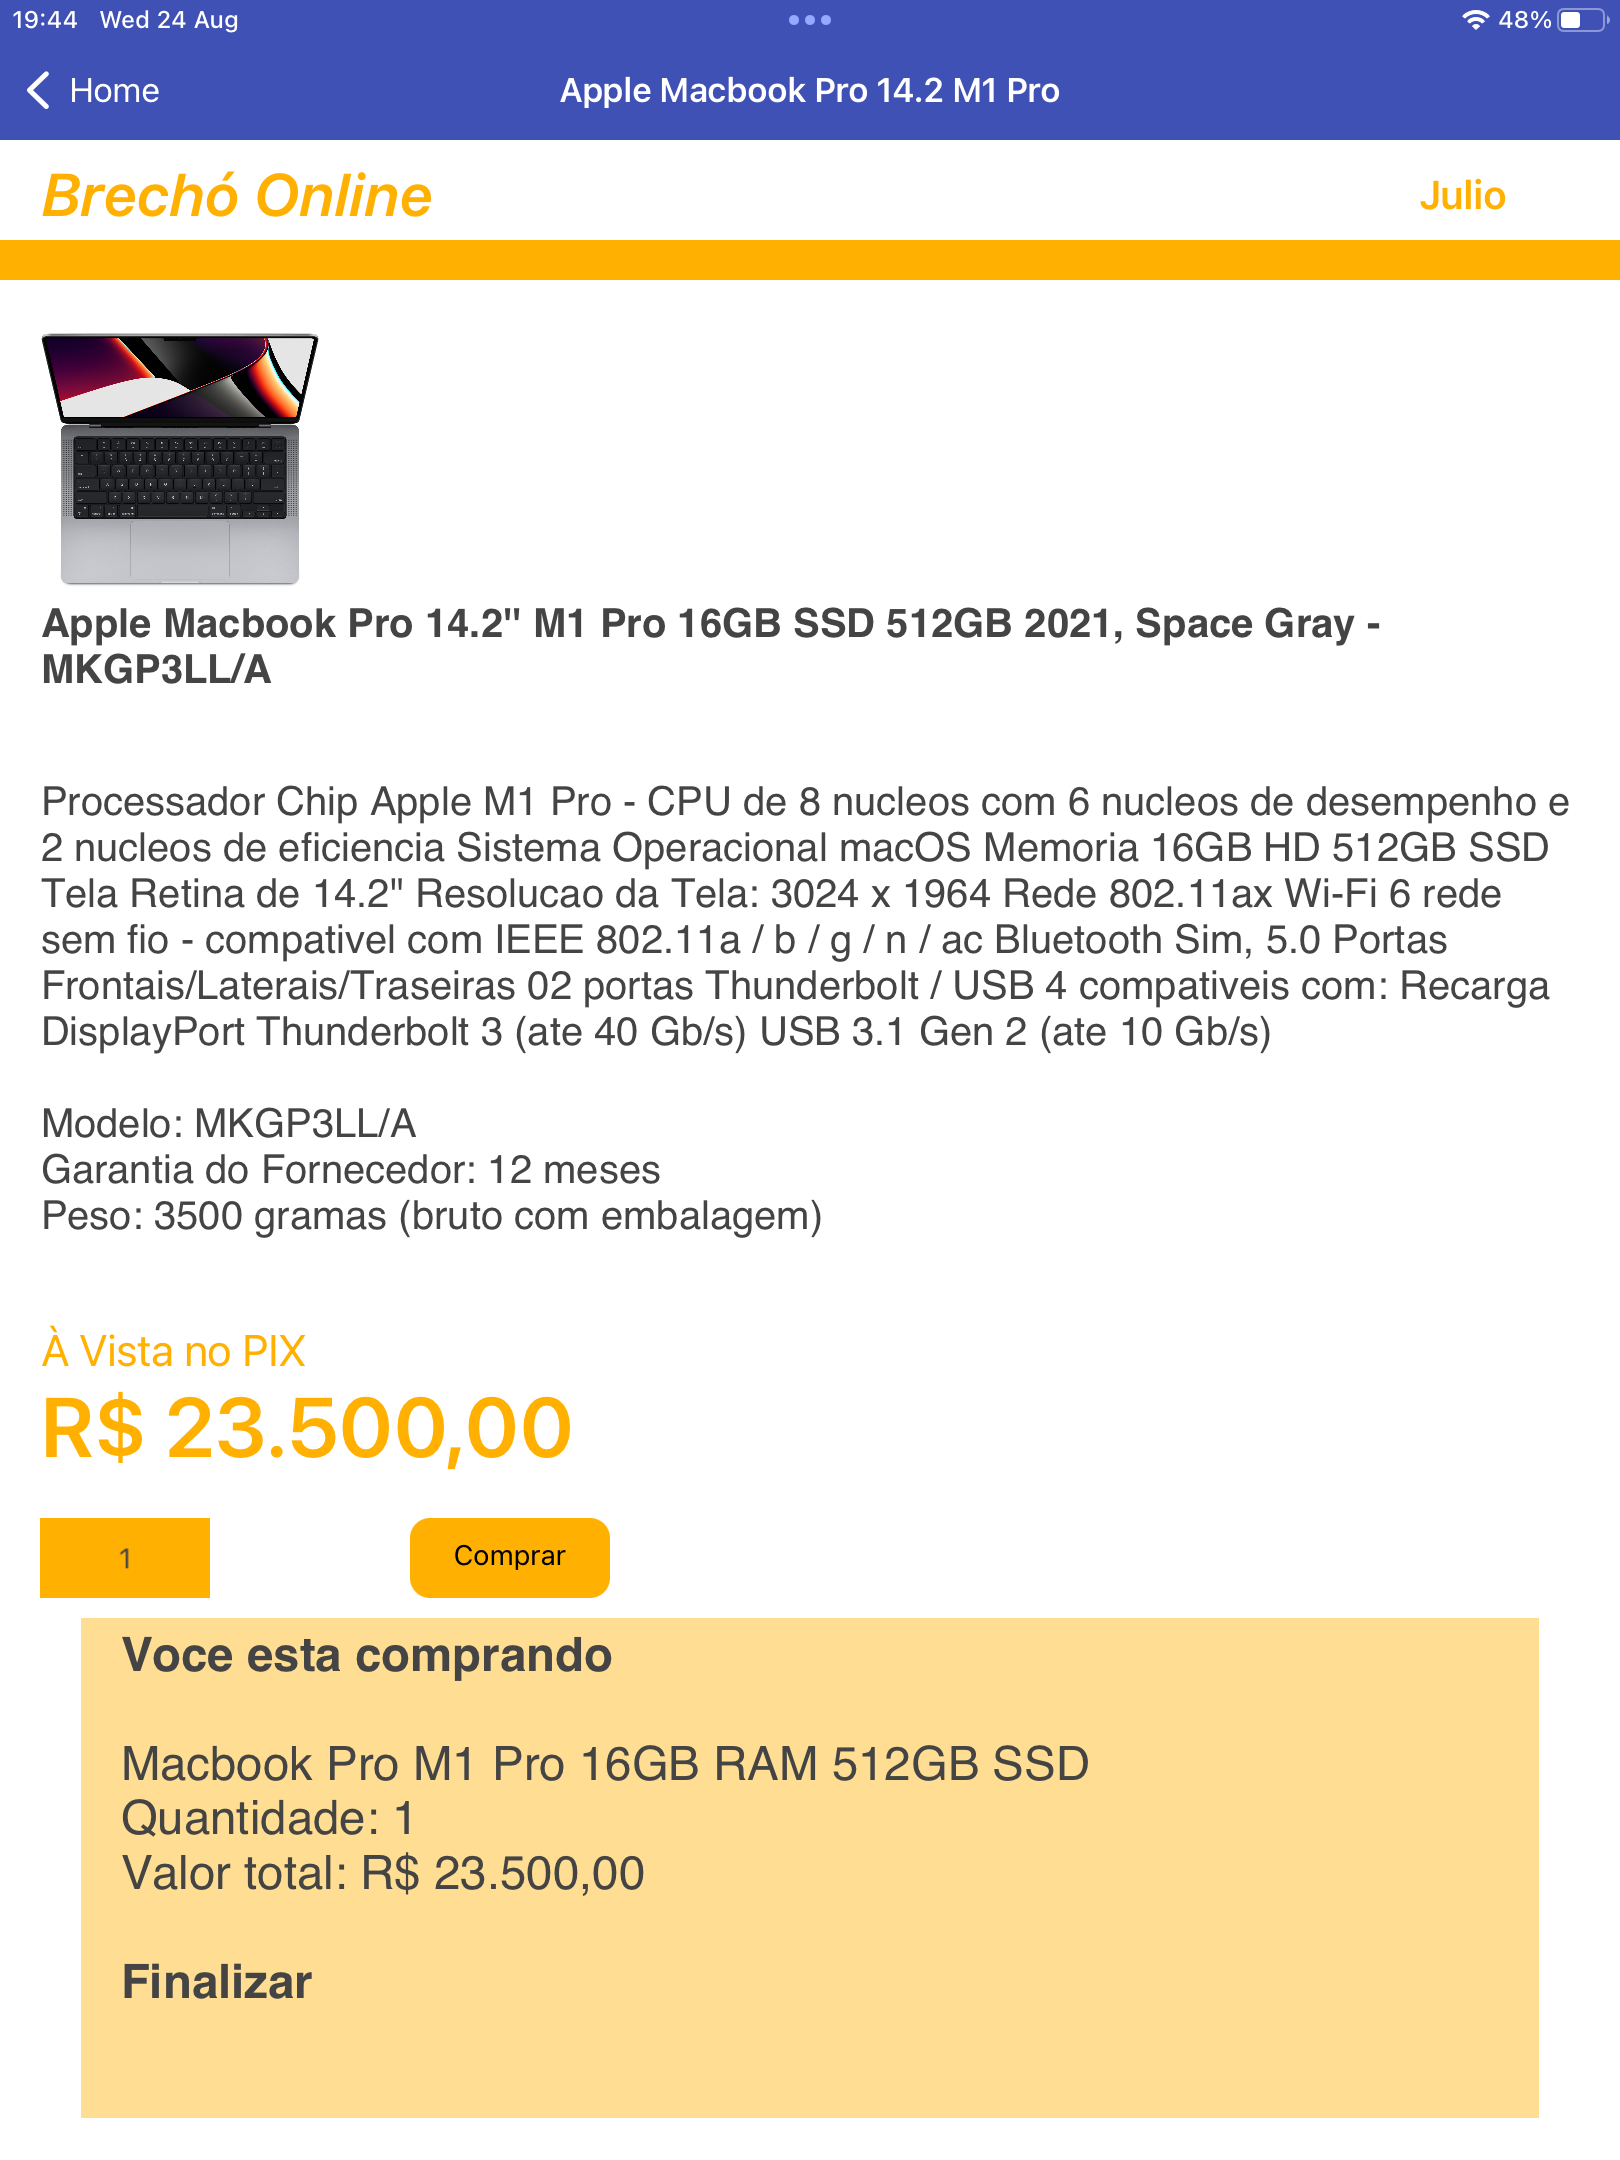 19:44 Wed 24 Aug 48%
Home Apple Macbook Pro 14.2 M1 Pro
Brechó Online Julio
Apple Macbook Pro 14.2" M1 Pro 16GB SSD 512GB 2021, Space Gray -
MKGP3LL/A
Processador Chip Apple M1 Pro - CPU de 8 nucleos com 6 nucleos de desempenho e
2 nucleos de eficiencia Sistema Operacional macOS Memoria 16GB HD 512GB SSD
Tela Retina de 14.2" Resolucao da Tela: 3024 x 1964 Rede 802.11ax Wi-Fi 6 rede
sem fio - compativel com IEEE 802.11a / b / g / n / ac Bluetooth Sim, 5.0 Portas
Frontais/Laterais/Traseiras 02 portas Thunderbolt / USB 4 compativeis com: Recarga
DisplayPort Thunderbolt 3 (ate 40 Gb/s) USB 3.1 Gen 2 (ate 10 Gb/s)
Modelo: MKGP3LL/A
Garantia do Fornecedor: 12 meses
Peso: 3500 gramas (bruto com embalagem)
À Vista no PIX
R$ 23.500,00
1 Comprar
Voce esta comprando
Macbook Pro M1 Pro 16GB RAM 512GB SSD
Quantidade: 1
Valor total: R$ 23.500,00
Finalizar